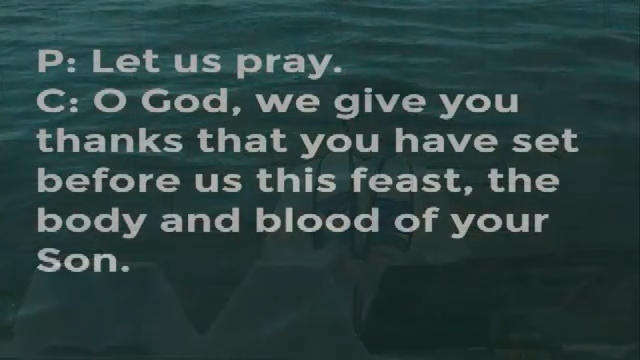 P: Let us pray.
C: O God, we give you
thanks that you have set
before us this feast, the
body and blood of your
Son.